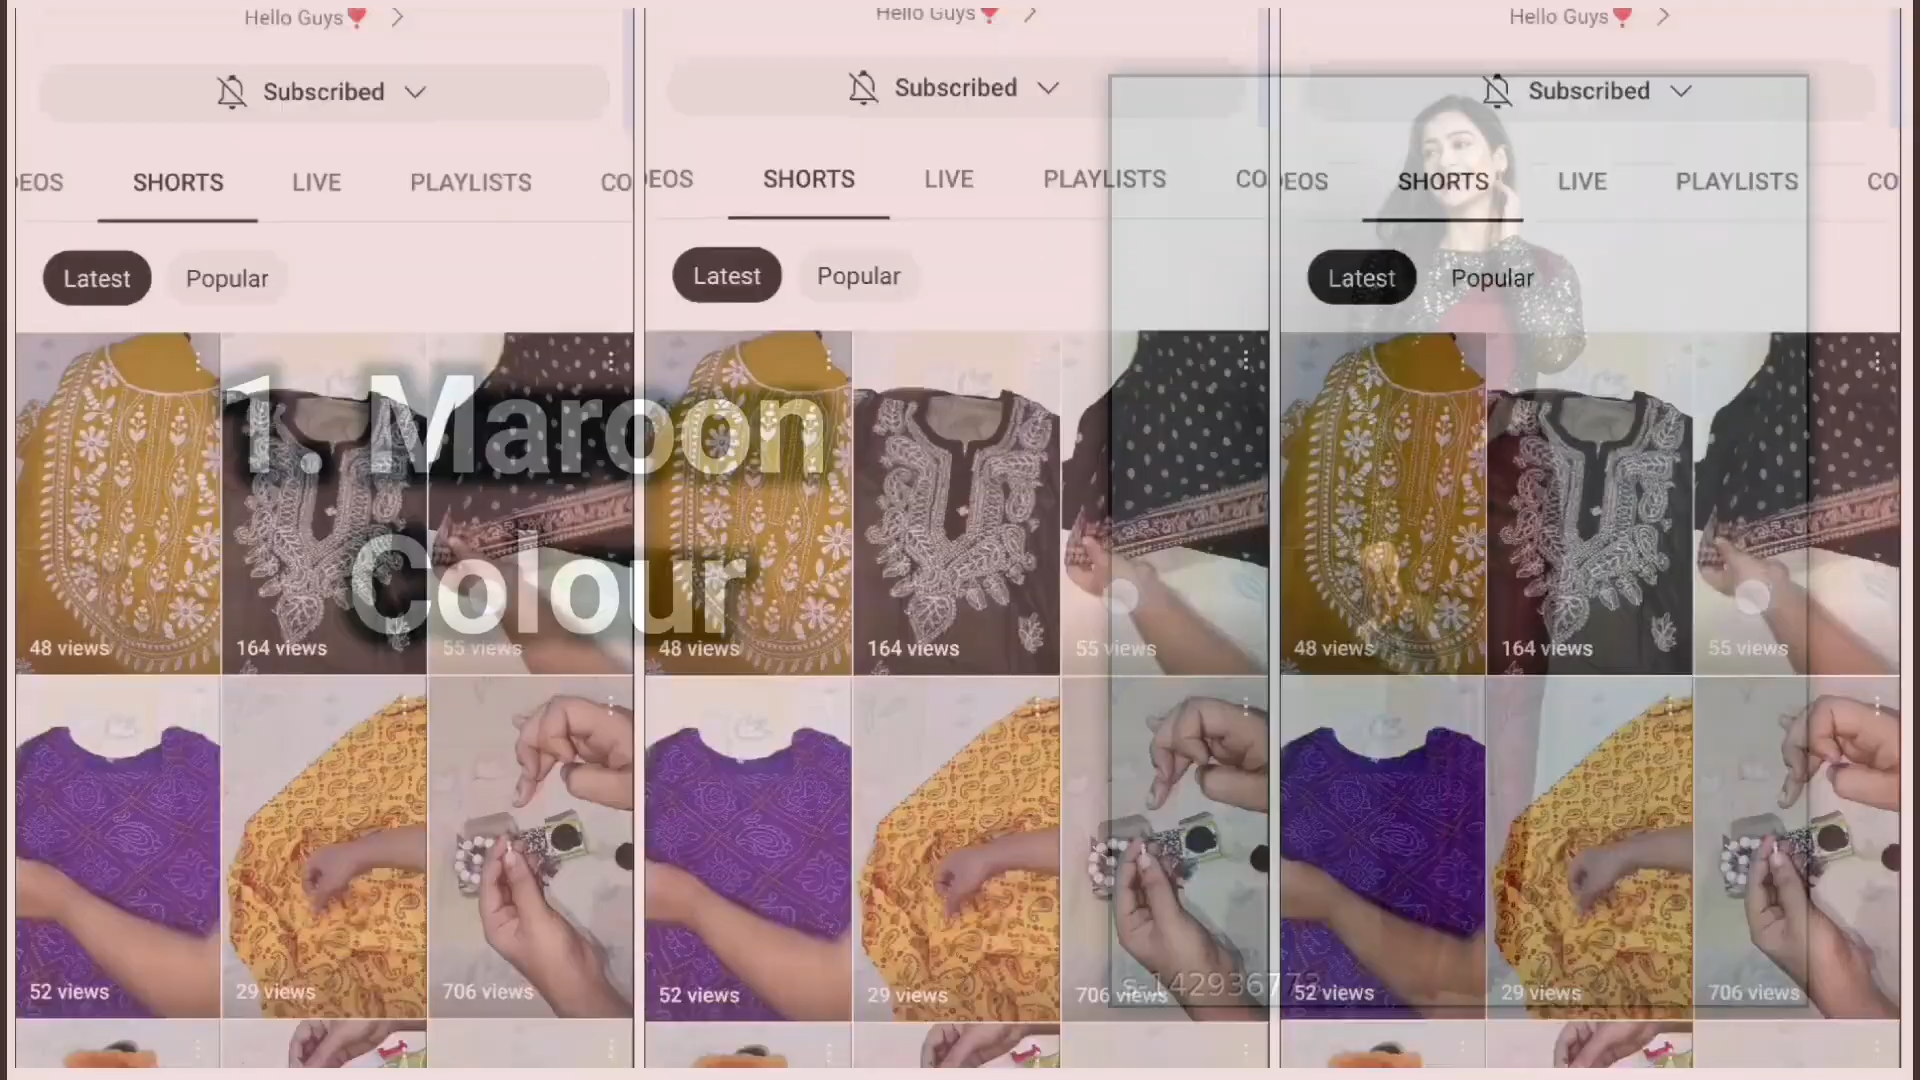 Hello Guys❣️ >
Subscribed
EOS SHORTS LIVE PLAYLISTS CO
Latest Popular
48 views 164 views 55 views
52 views 29 views 706 views
Hello Guys❣️ >
Subscribed
EOS SHORTS LIVE PLAYLISTS CO
Latest Popular
48 views 164 views 55 views
52 views 29 views 706 views
Hello Guys❣️ >
Subscribed
EOS SHORTS LIVE PLAYLISTS CO
Latest Popular
48 views 164 views 55 views
52 views 29 views 706 views
1. Maroon
Colour